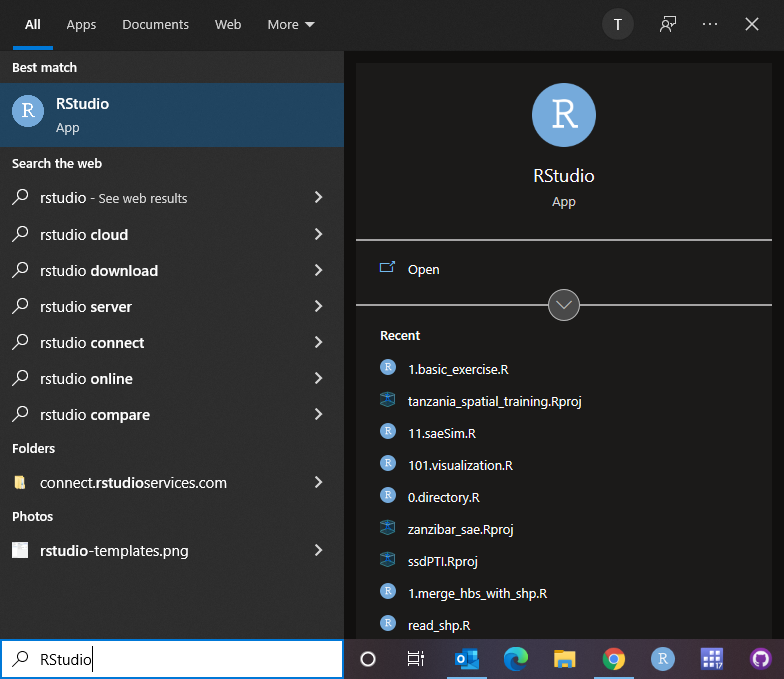 All Apps Documents Web More T
Best match
RStudio
App
Search the web
rstudio - See web results
rstudio cloud
rstudio download
rstudio server
rstudio connect
rstudio online
rstudio compare
Folders
connect.rstudioservices.com
Photos
rstudio-templates.png
RStudio
R
RStudio
App
Open
Recent
1.basic_exercise.R
tanzania_spatial_training.Rproj
11.saeSim.R
101.visualization.R
0.directory.R
zanzibar_sae.Rproj
ssdPTI.Rproj
1.merge_hbs_with_shp.R
read_shp.R
R
17